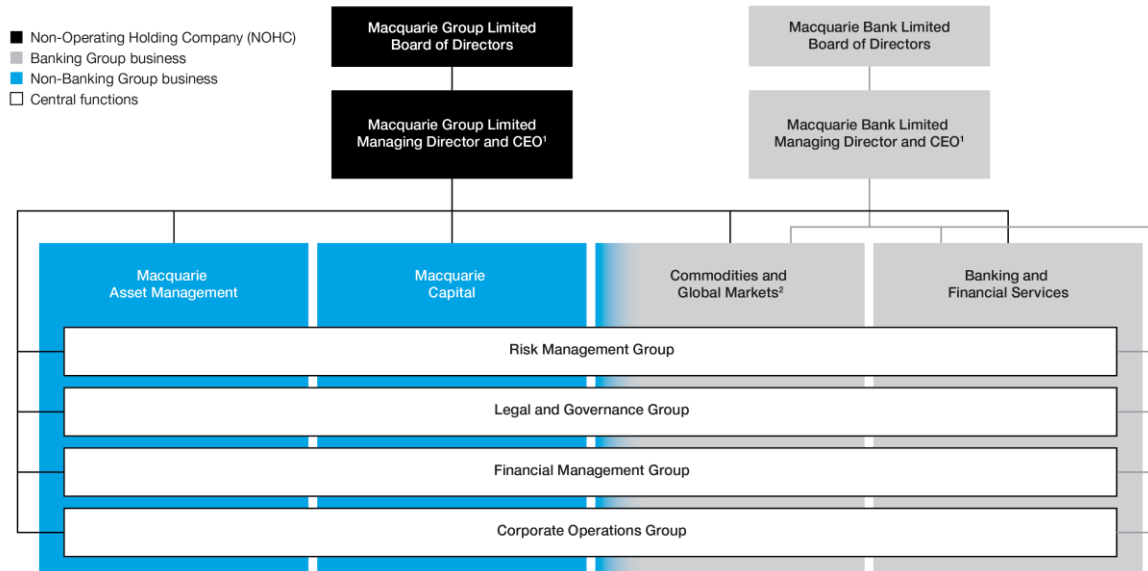 Non-Operating Holding Company (NOHC)
Banking Group business
Non-Banking Group business
Central functions
Macquarie Group Limited
Board of Directors
Macquarie Bank Limited
Board of Directors
Macquarie Group Limited
Managing Director and CEO¹
Macquarie Bank Limited
Managing Director and CEO¹
Macquarie
Asset Management
Macquarie
Capital
Commodities and
Global Markets²
Banking and
Financial Services
Risk Management Group
Legal and Governance Group
Financial Management Group
Corporate Operations Group